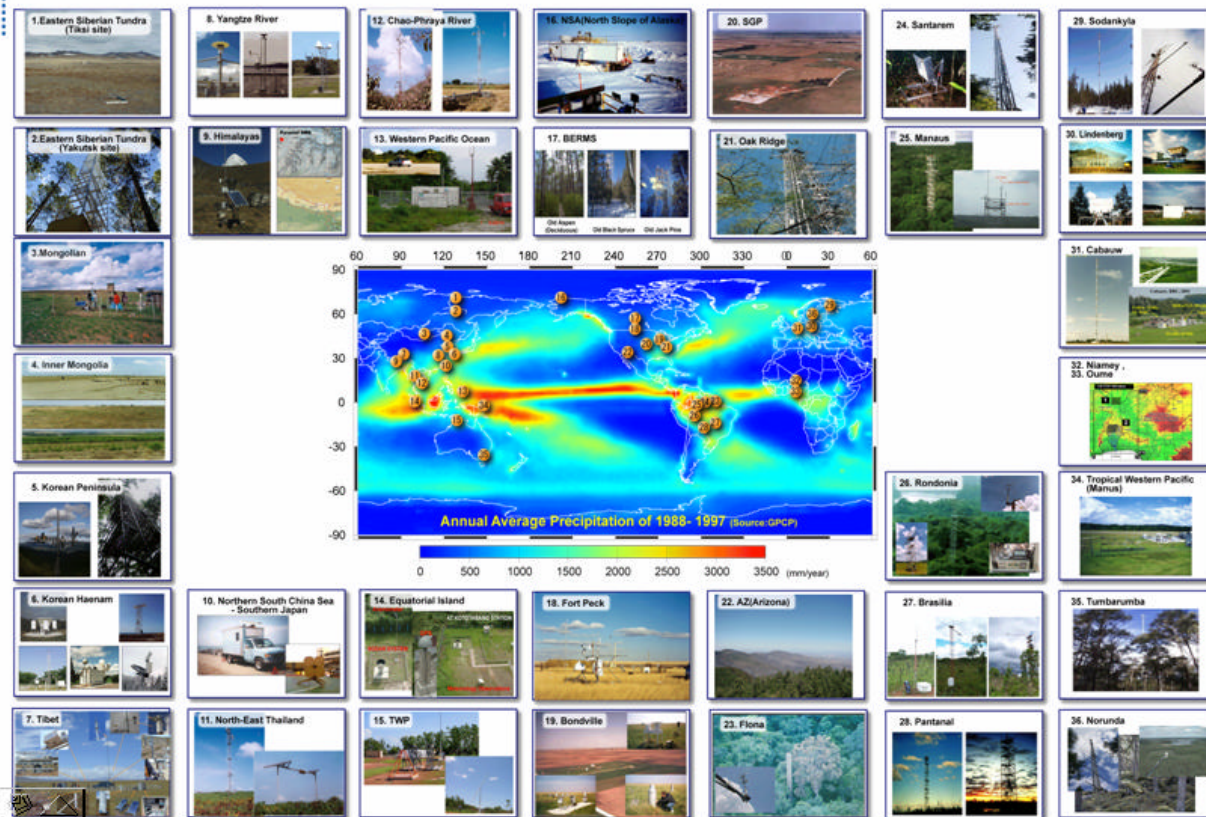 1.Eastern Siberian Tundra
(Tiksi site)
8. Yangtze River
12. Chao-Phraya River
16. NSA(North Slope of Alaska)
20. SGP
24. Santarem
29. Sodankyla
2.Eastern Siberian Tundra
(Yakutsk site)
9. Himalayas
13. Western Pacific Ocean
17. BERMS
Old Aspen
(Deciduous)
Old Black Spruce
Old Jack Pine
21. Oak Ridge
25. Manaus
30. Lindenberg
3.Mongolian
31. Cabauw
4. Inner Mongolia
32. Niamey ,
33. Oume
60 90 120 150 180 210 240 270 300 330 0 30 60
90
60
30
0
-30
-60
-90
Annual Average Precipitation of 1988- 1997 (Source:GPCP)
0 500 1000 1500 2000 2500 3000 3500 (mm/year)
5. Korean Peninsula
26. Rondonia
34. Tropical Western Pacific
(Manus)
6. Korean Haenam
10. Northern South China Sea
- Southern Japan
14. Equatorial Island
18. Fort Peck
22. AZ(Arizona)
27. Brasilia
35. Tumbarumba
7. Tibet
11. North-East Thailand
15. TWP
19. Bondville
23. Flona
28. Pantanal
36. Norunda